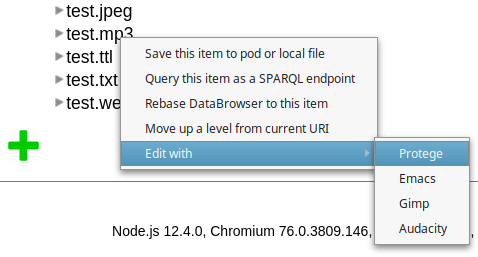 test.jpeg
test.mp3
test.ttl
test.txt
test.we
Save this item to pod or local file
Query this item as a SPARQL endpoint
Rebase DataBrowser to this item
Move up a level from current URI
Edit with
Protege
Emacs
Gimp
Audacity
Node.js 12.4.0, Chromium 76.0.3809.146,